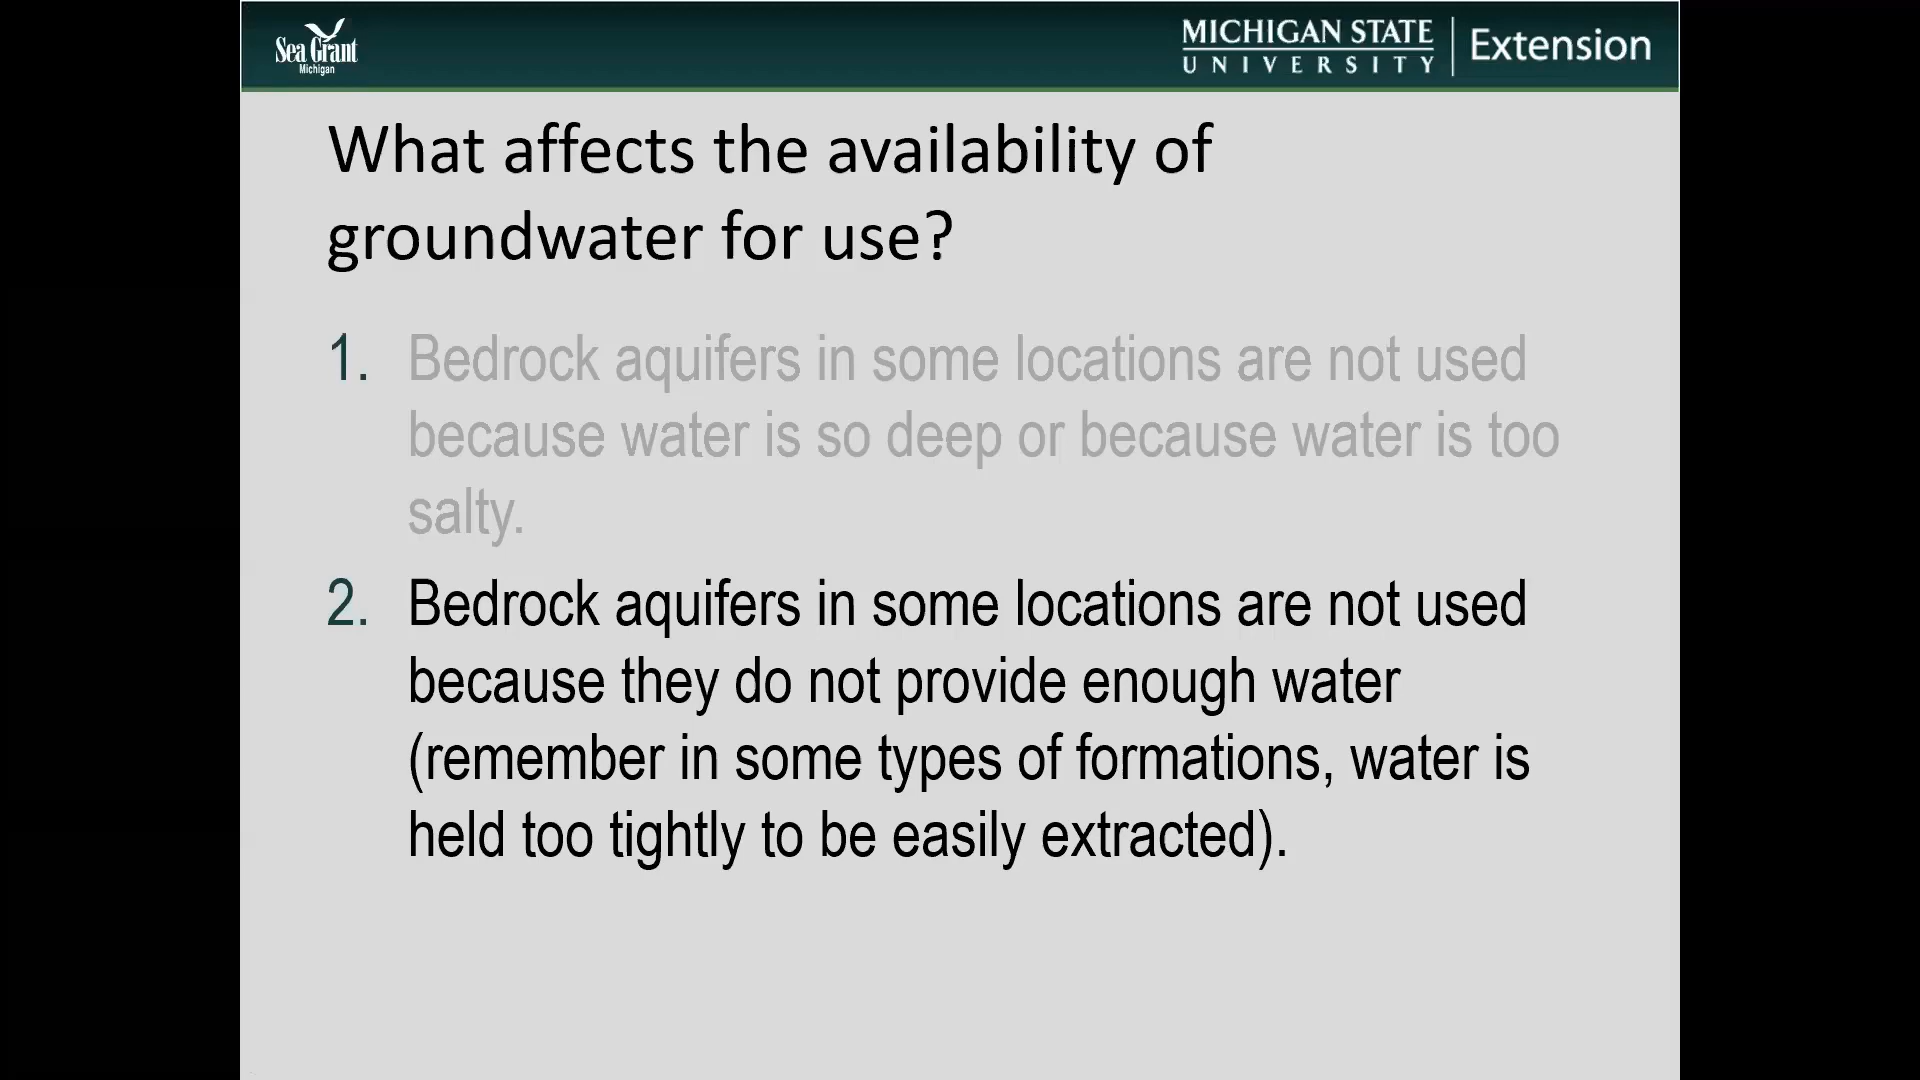 Sea Grant
Michigan
MICHIGAN STATE
UNIVERSITY
Extension
What affects the availability of
groundwater for use?
1. Bedrock aquifers in some locations are not used
because water is so deep or because water is too
salty.
2. Bedrock aquifers in some locations are not used
because they do not provide enough water
(remember in some types of formations, water is
held too tightly to be easily extracted).